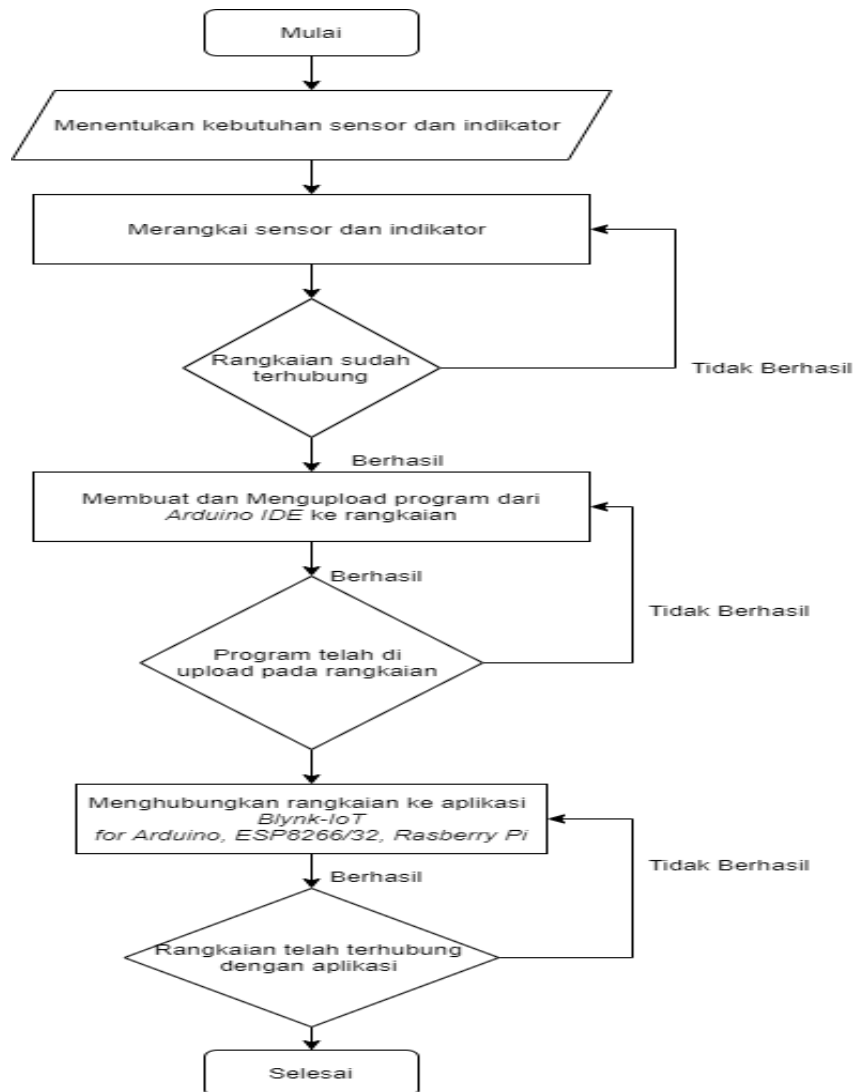 Mulai
Menentukan kebutuhan sensor dan indikator
Merangkai sensor dan indikator
Rangkaian sudah
terhubung
Tidak Berhasil
Berhasil
Membuat dan Mengupload program dari
Arduino IDE ke rangkaian
Berhasil
Tidak Berhasil
Program telah di
upload pada rangkaian
Menghubungkan rangkaian ke aplikasi
Blynk-IoT
for Arduino, ESP8266/32, Rasberry Pi
Tidak Berhasil
Berhasil
Rangkaian telah terhubung
dengan aplikasi
Selesai